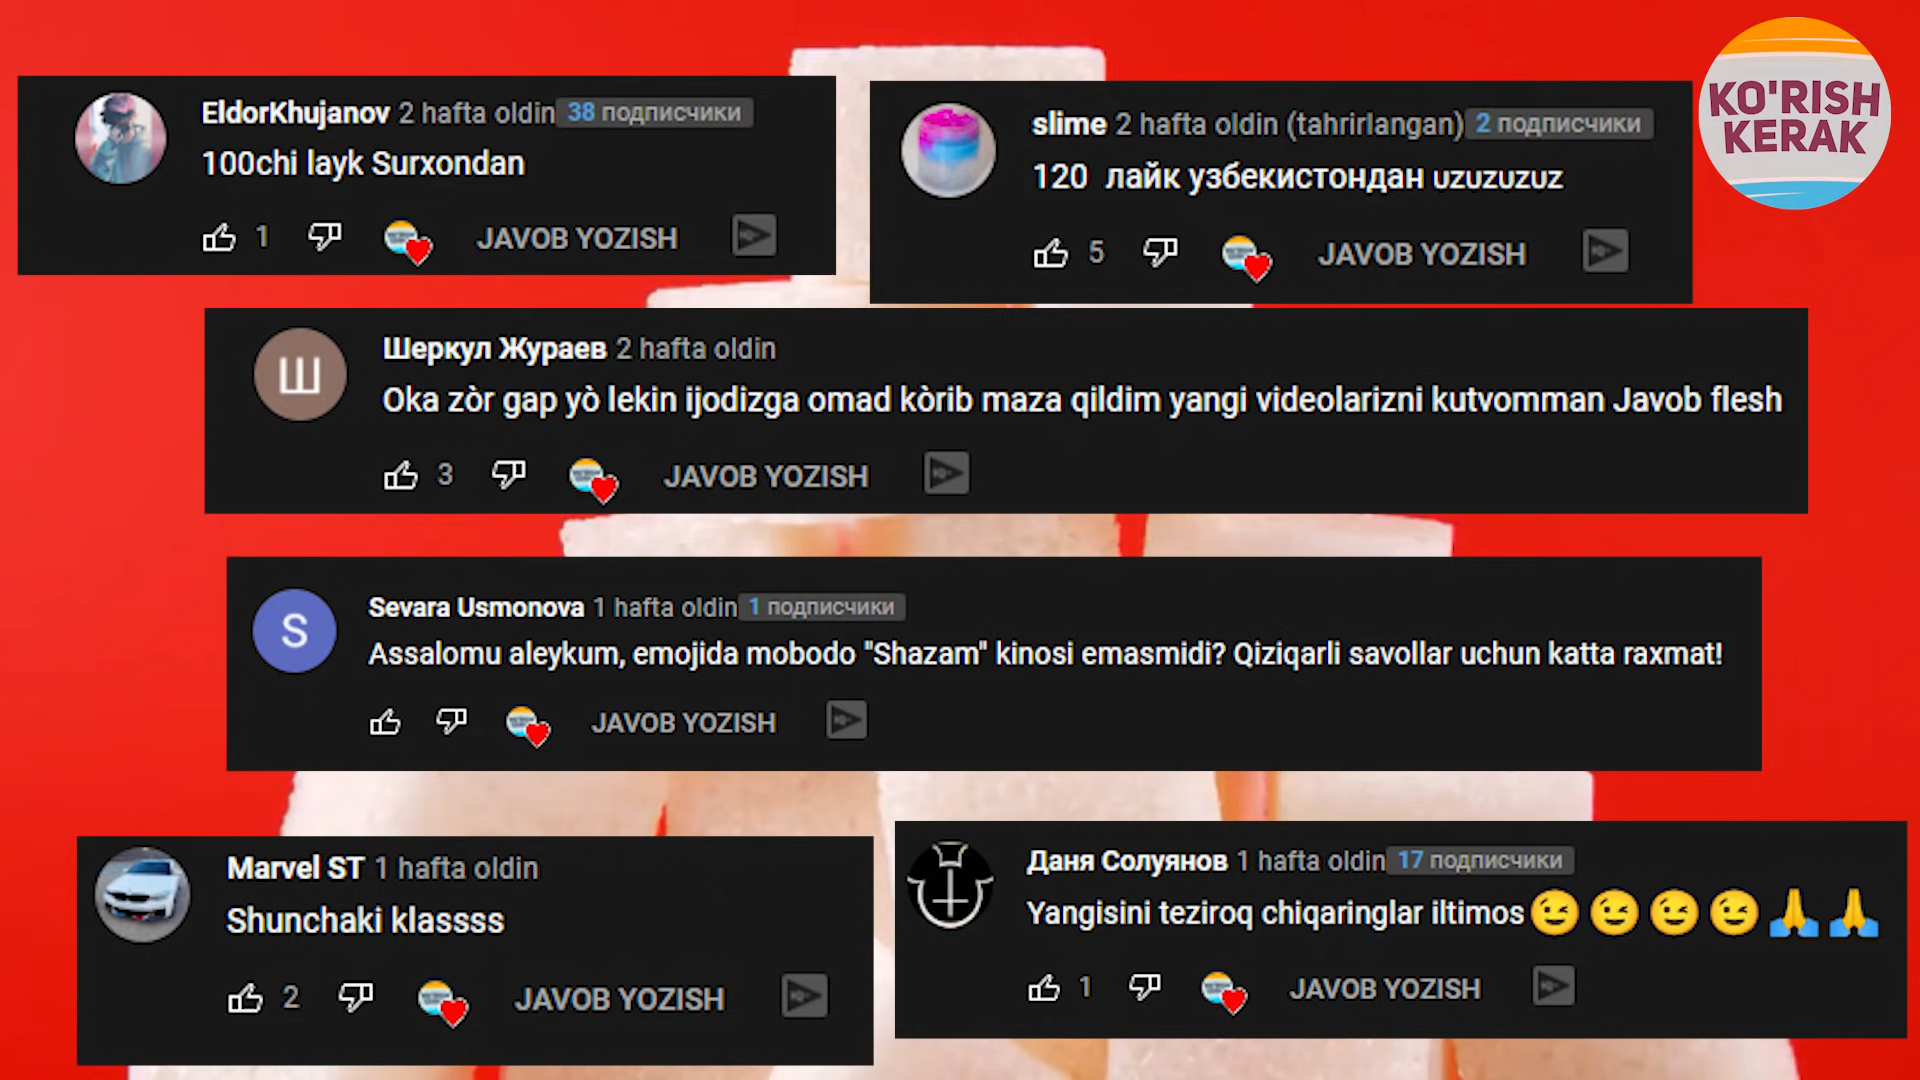 KO'RISH
KERAK
EldorKhujanov 2 hafta oldin 38 подписчики
100chi layk Surxondan
1 JAVOB YOZISH
slime 2 hafta oldin (tahrirlangan) 2 подписчики
120 лайк узбекистондан uzuzuzuz
5 JAVOB YOZISH
Ш
Шеркул Жураев 2 hafta oldin
Oka zòr gap yò lekin ijodizga omad kòrib maza qildim yangi videolarizni kutvomman Javob flesh
3 JAVOB YOZISH
S
Sevara Usmonova 1 hafta oldin 1 подписчики
Assalomu aleykum, emojida mobodo "Shazam" kinosi emasmidi? Qiziqarli savollar uchun katta raxmat!
JAVOB YOZISH
Marvel ST 1 hafta oldin
Shunchaki klassss
2 JAVOB YOZISH
Даня Солуянов 1 hafta oldin 17 подписчики
Yangisini teziroq chiqaringlar iltimos😉😉😉😉🙏🙏
1 JAVOB YOZISH